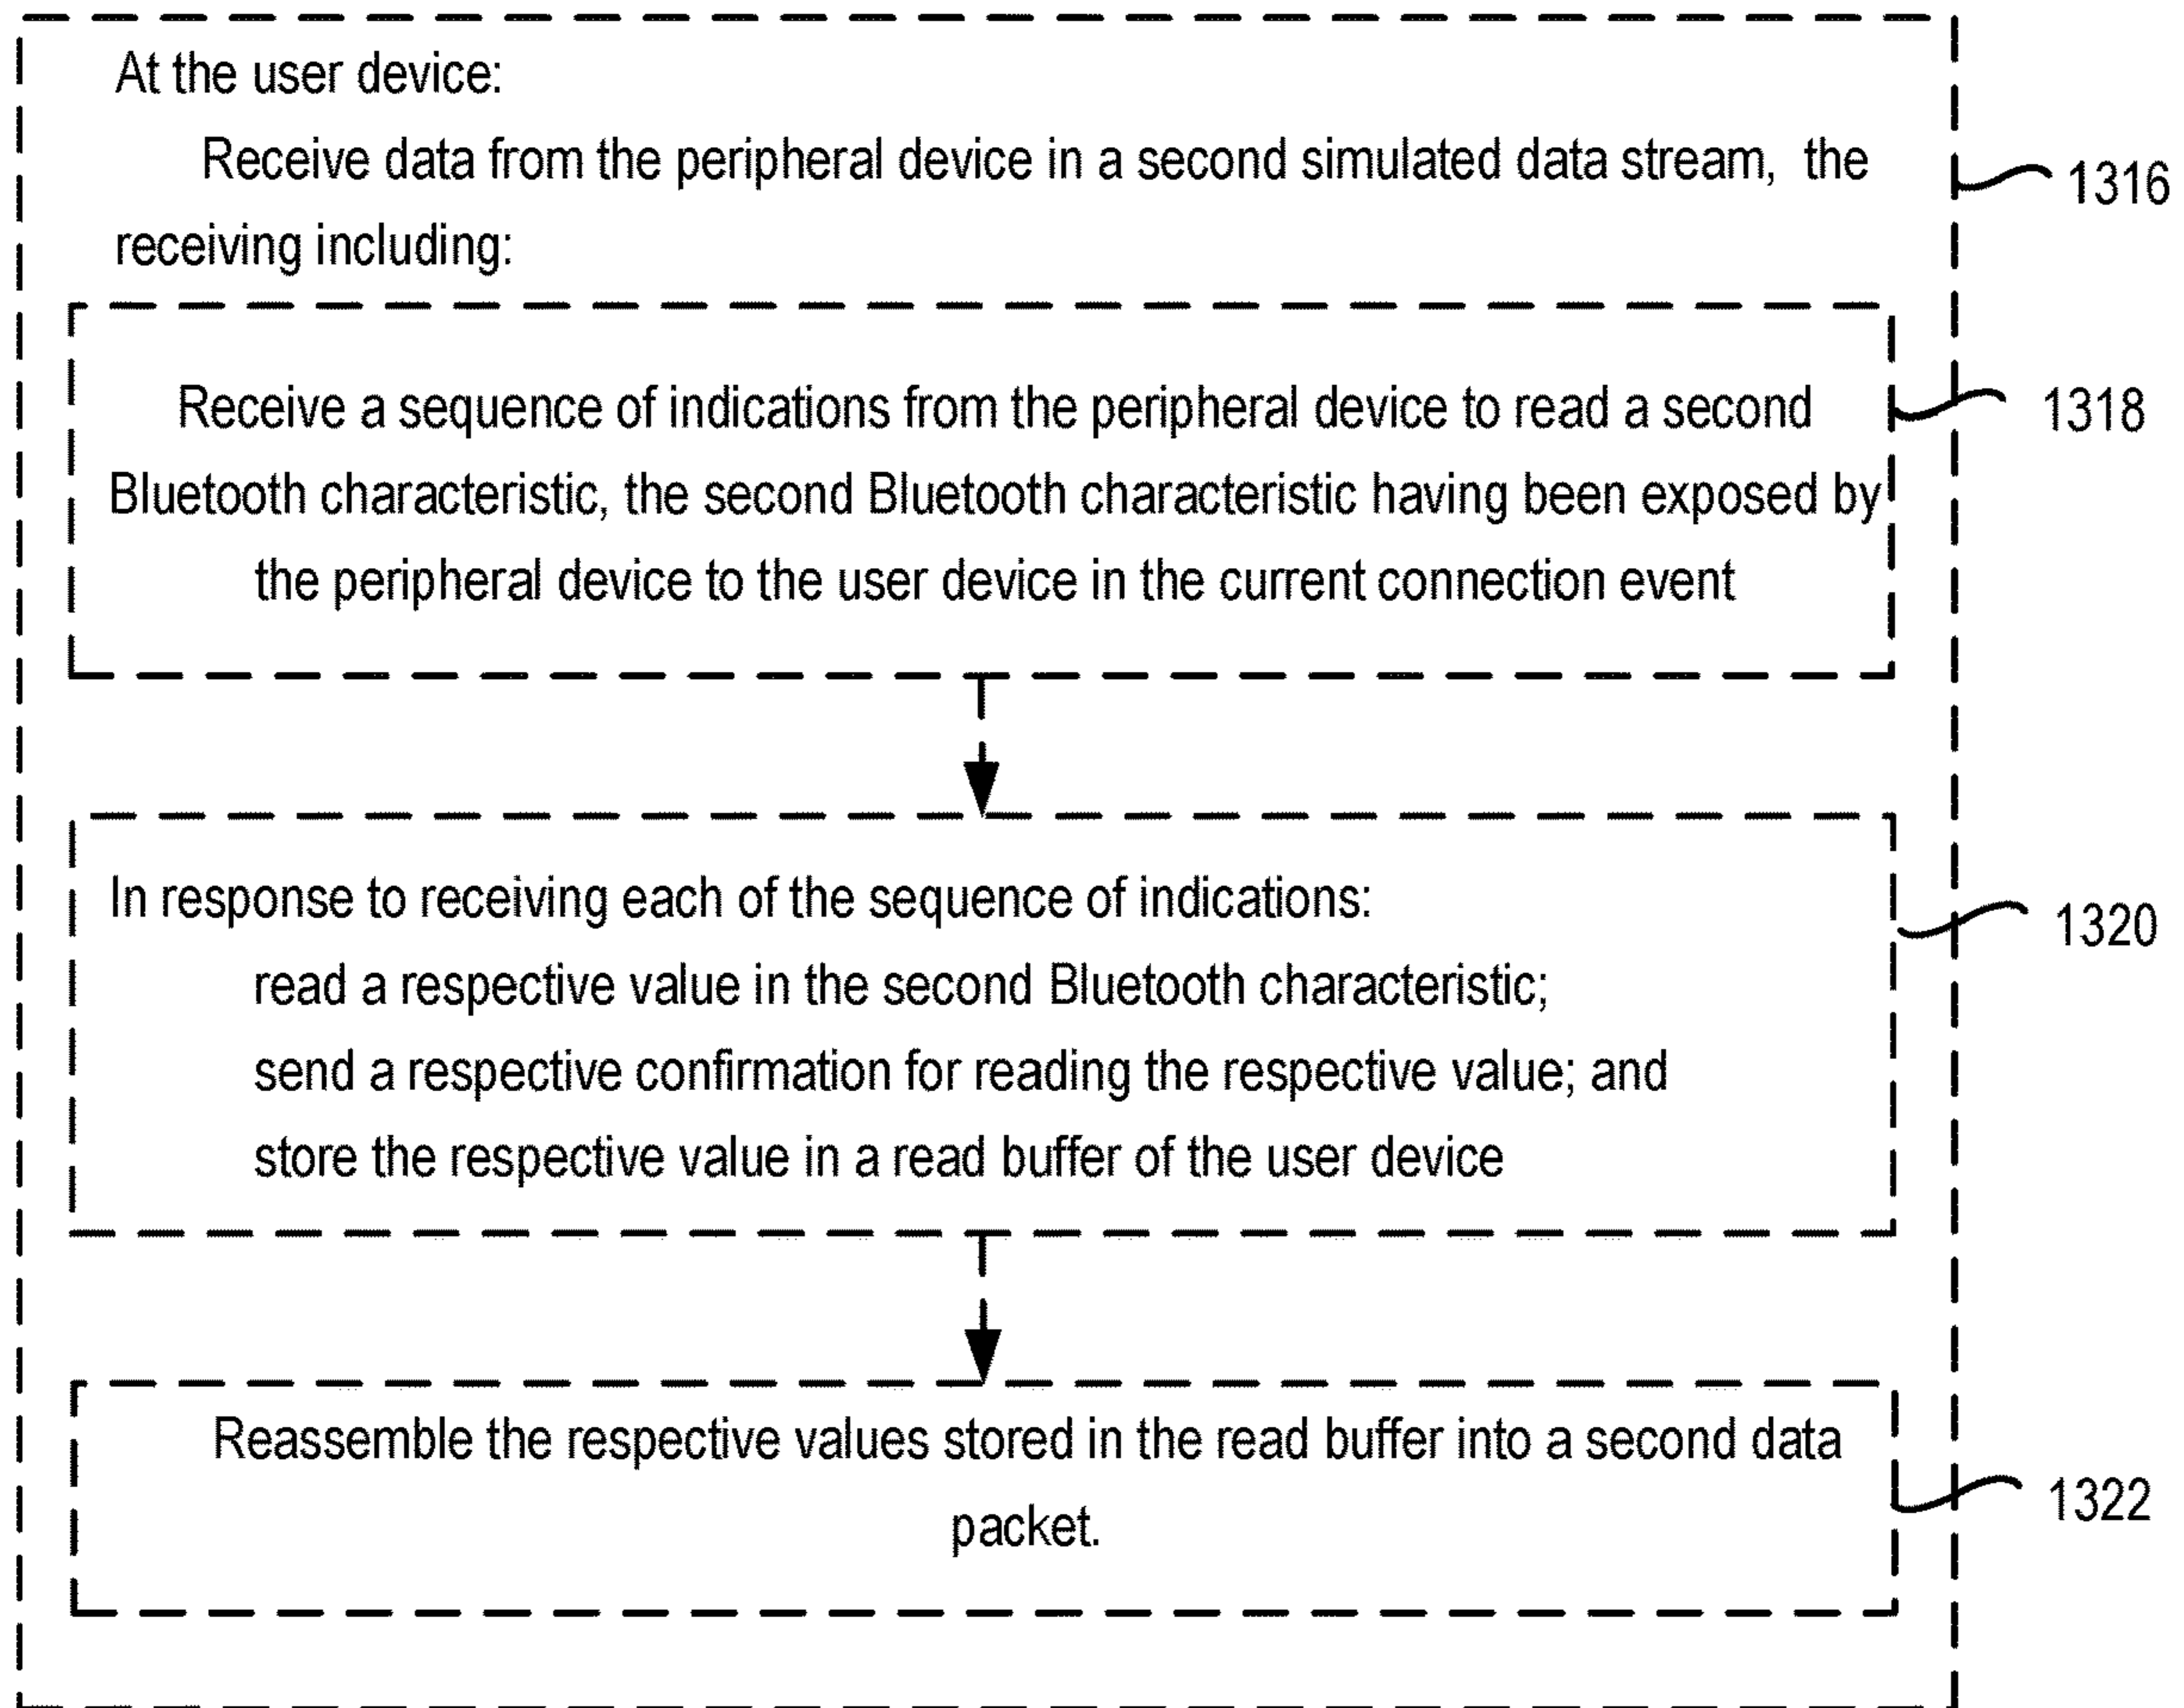 At the user device:
Receive data from the peripheral device in a second simulated data stream, the
receiving including:
1316
Receive a sequence of indications from the peripheral device to read a second
Bluetooth characteristic, the second Bluetooth characteristic having been exposed by
the peripheral device to the user device in the current connection event
1318
In response to receiving each of the sequence of indications:
read a respective value in the second Bluetooth characteristic;
send a respective confirmation for reading the respective value; and
store the respective value in a read buffer of the user device
1320
Reassemble the respective values stored in the read buffer into a second data
packet.
1322